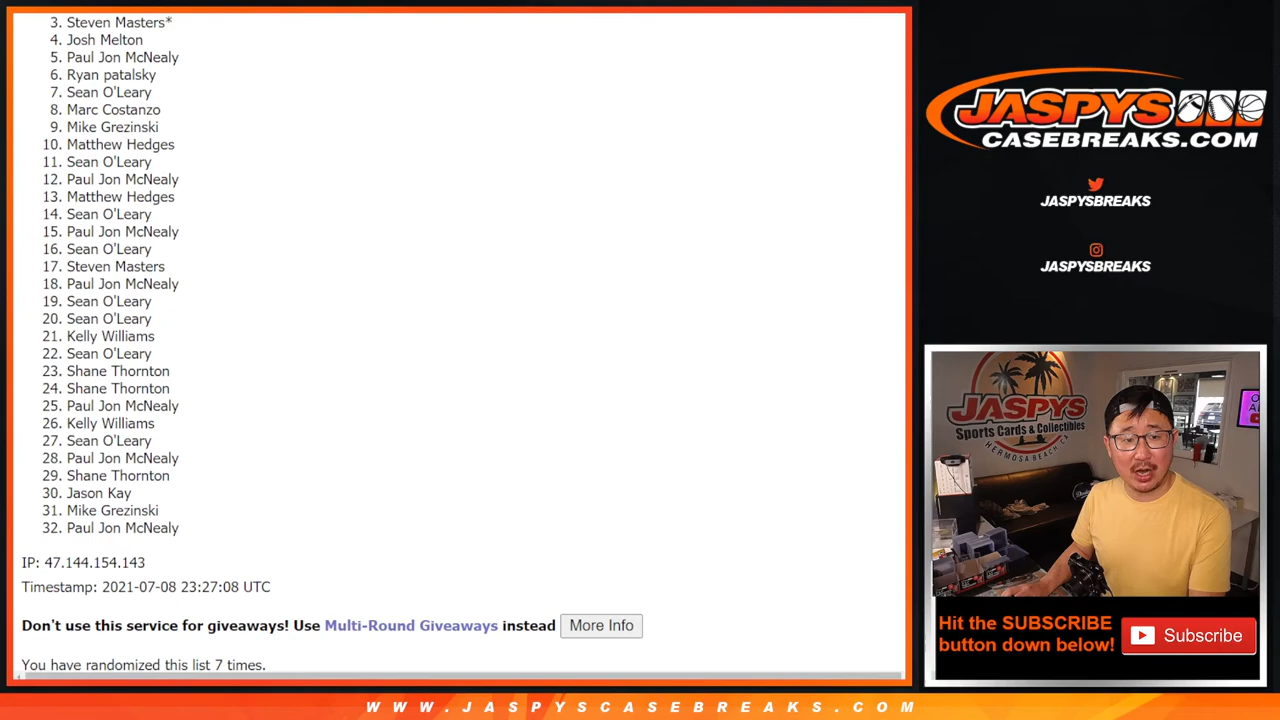 3. Steven Masters*
4. Josh Melton
5. Paul Jon McNealy
6. Ryan patalsky
7. Sean O'Leary
8. Marc Costanzo
9. Mike Grezinski
10. Matthew Hedges
11. Sean O'Leary
12. Paul Jon McNealy
13. Matthew Hedges
14. Sean O'Leary
15. Paul Jon McNealy
16. Sean O'Leary
17. Steven Masters
18. Paul Jon McNealy
19. Sean O'Leary
20. Sean O'Leary
21. Kelly Williams
22. Sean O'Leary
23. Shane Thornton
24. Shane Thornton
25. Paul Jon McNealy
26. Kelly Williams
27. Sean O'Leary
28. Paul Jon McNealy
29. Shane Thornton
30. Jason Kay
31. Mike Grezinski
32. Paul Jon McNealy
IP: 47.144.154.143
Timestamp: 2021-07-08 23:27:08 UTC
Don't use this service for giveaways! Use Multi-Round Giveaways instead More Info
You have randomized this list 7 times.
JASPYS
CASEBREAKS.COM
JASPYSBREAKS
JASPYSBREAKS
JASPYS
Sports Cards & Collectibles
HERMOSA BEACH, CA
Hit the SUBSCRIBE
button down below!
Subscribe
WWW.JASPYSCASEBREAKS.COM